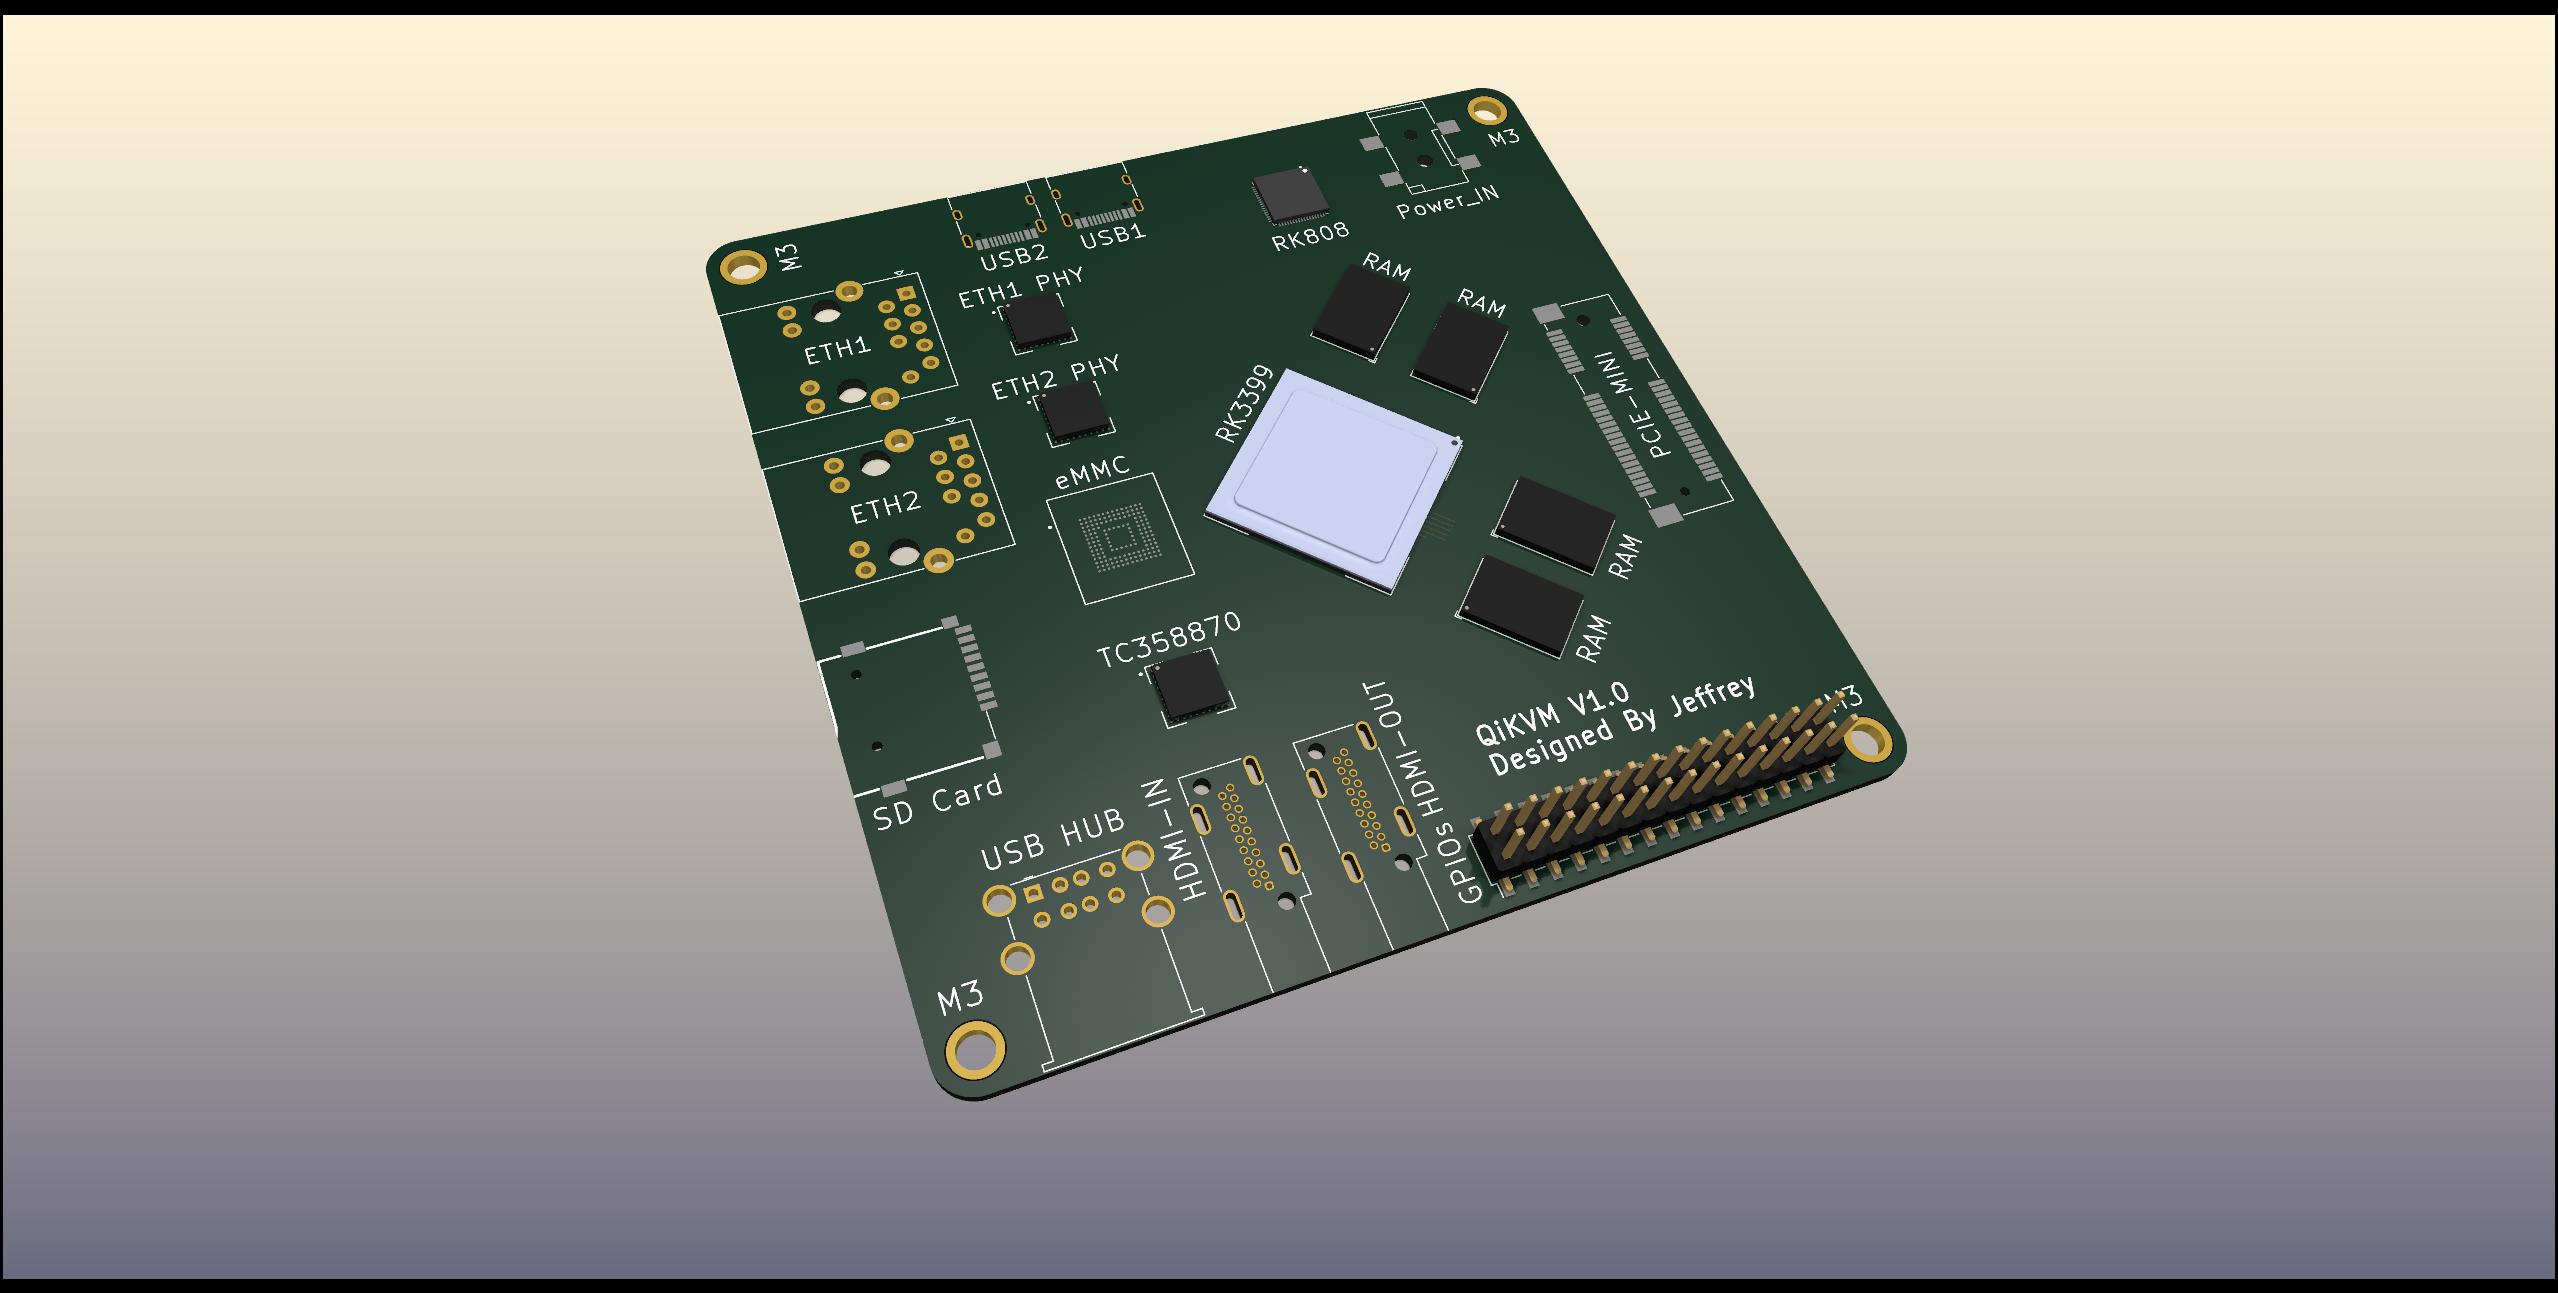 M3
Power_IN
M3
USB2
USB1
RK808
ETH1 PHY
RAM
RAM
ETH1
ETH2 PHY
RK3399
PCIE-MINI
eMMC
ETH2
RAM
RAM
TC358870
SD Card
USB HUB
HDMI-IN
HDMI-OUT
QiKVM V1.0
Designed By Jeffrey
M3
GPIOs
M3